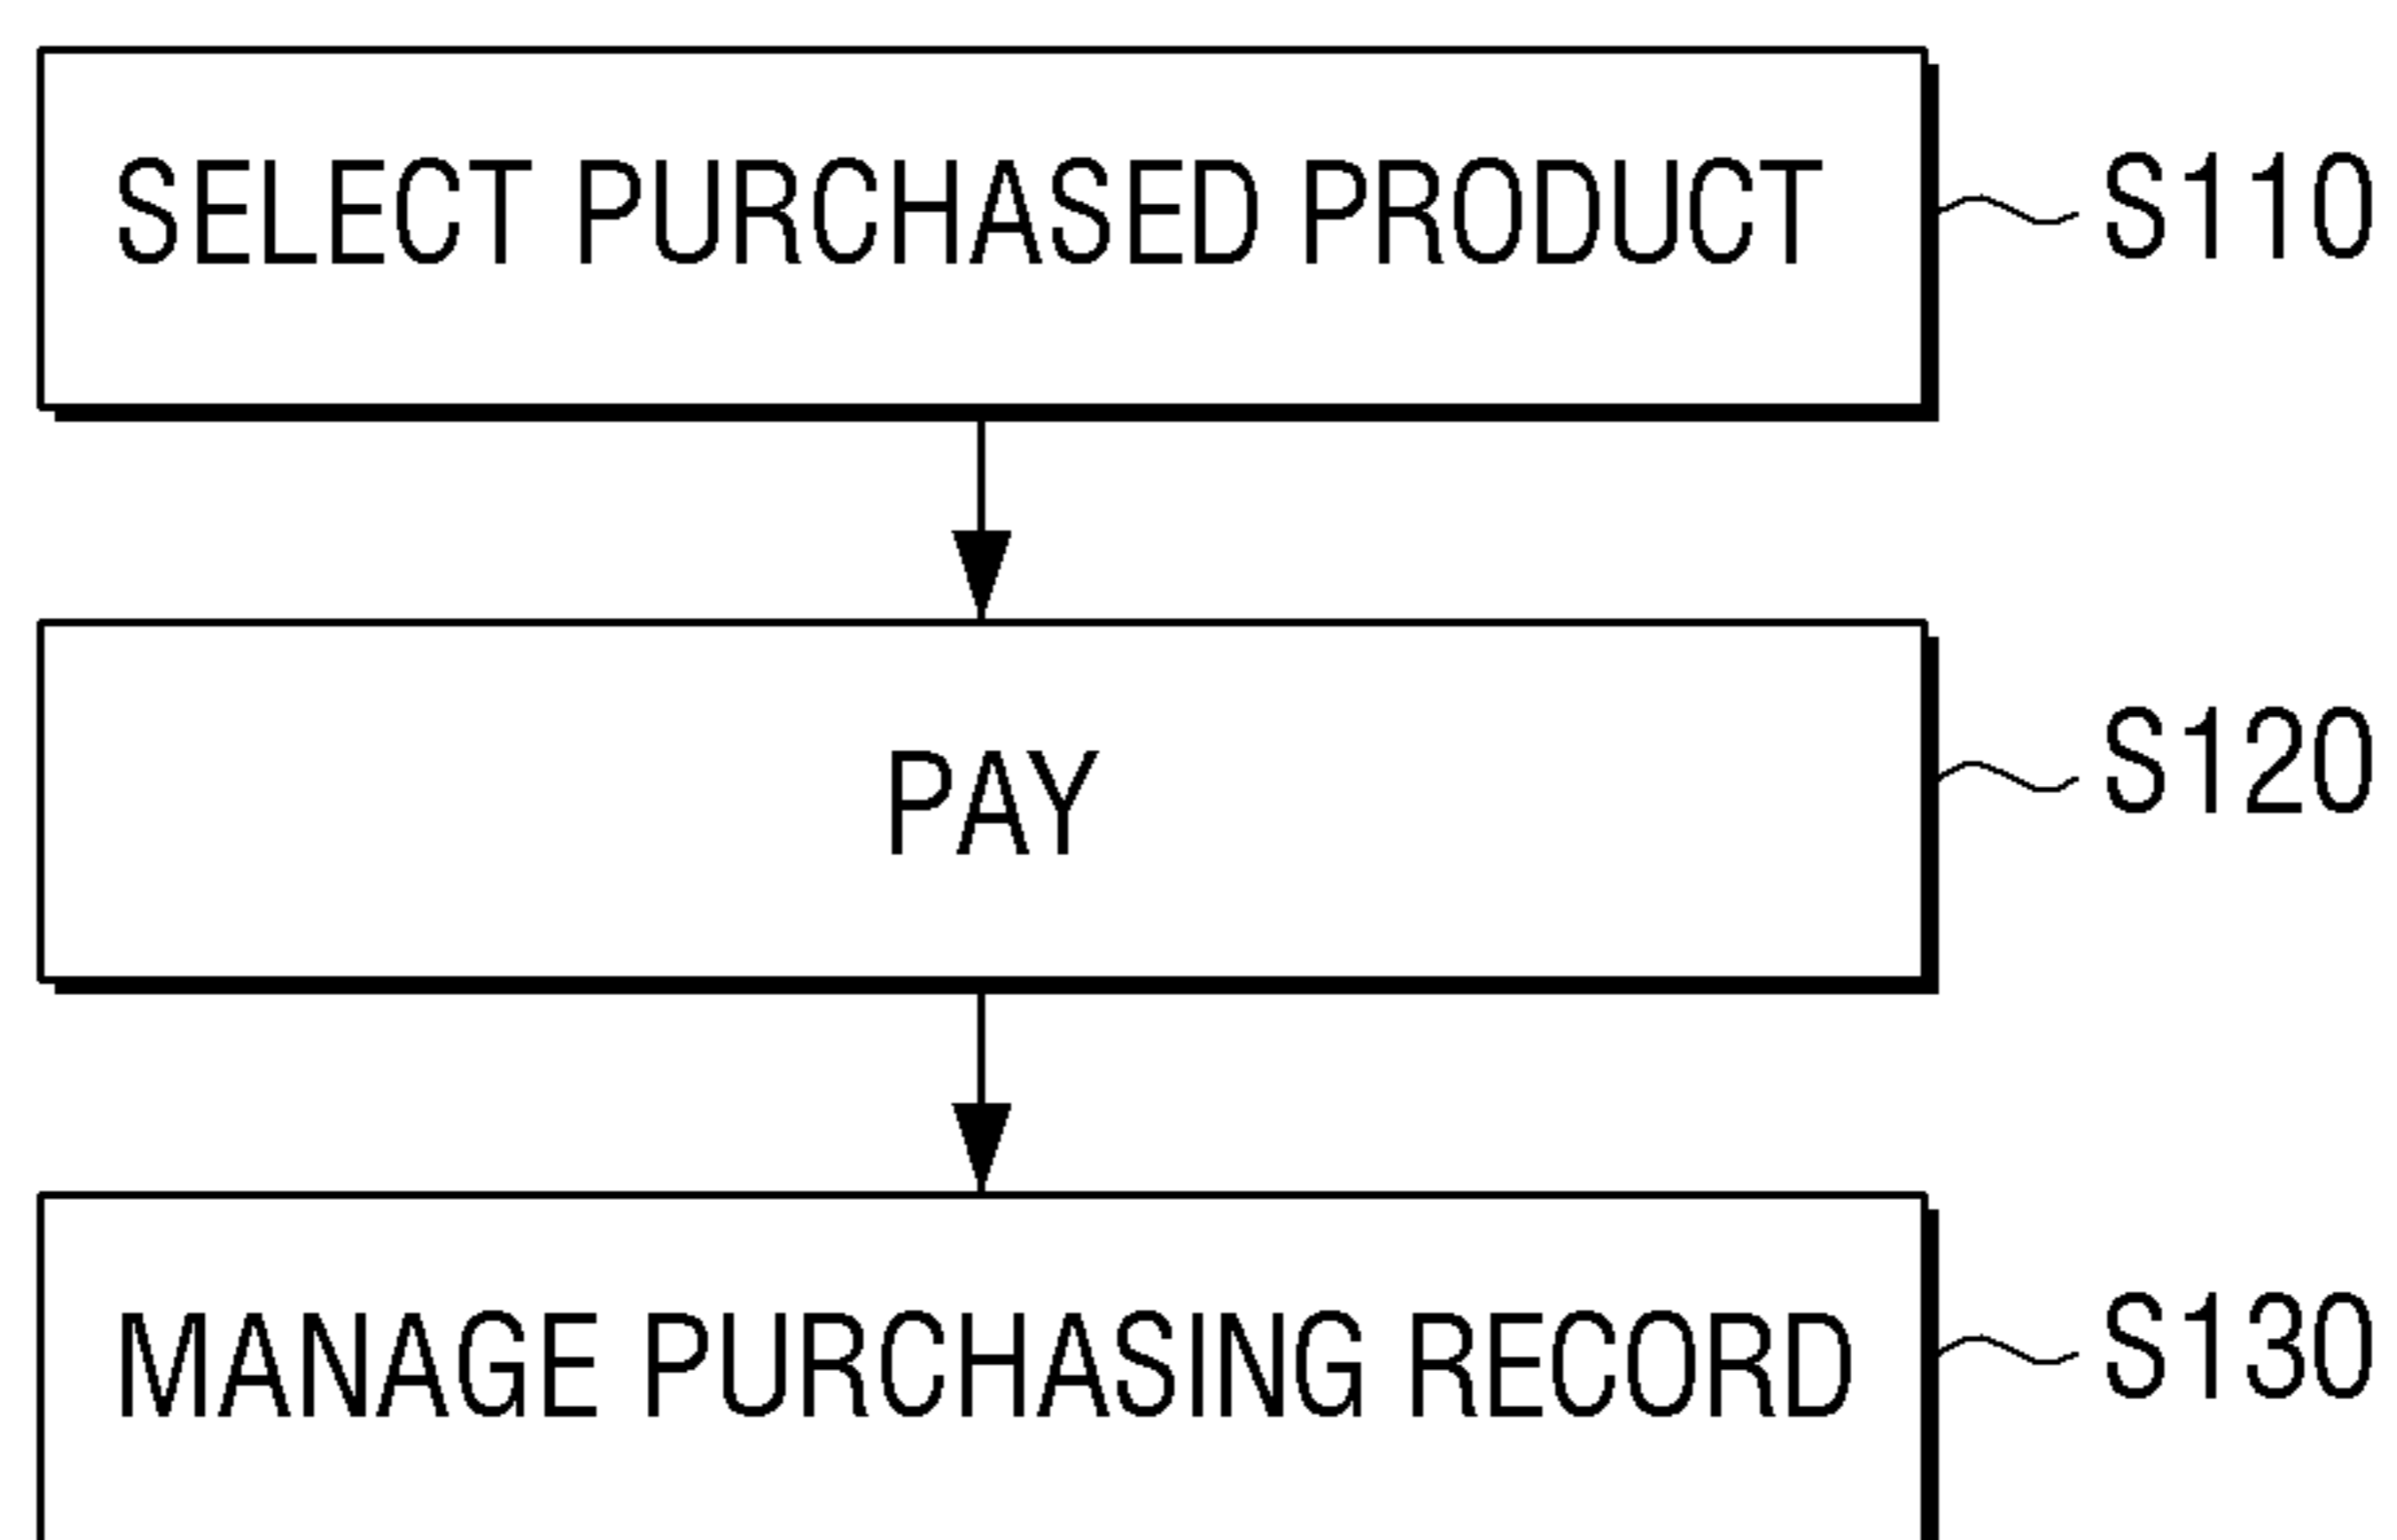 SELECT PURCHASED PRODUCT S110
PAY S120
MANAGE PURCHASING RECORD S130